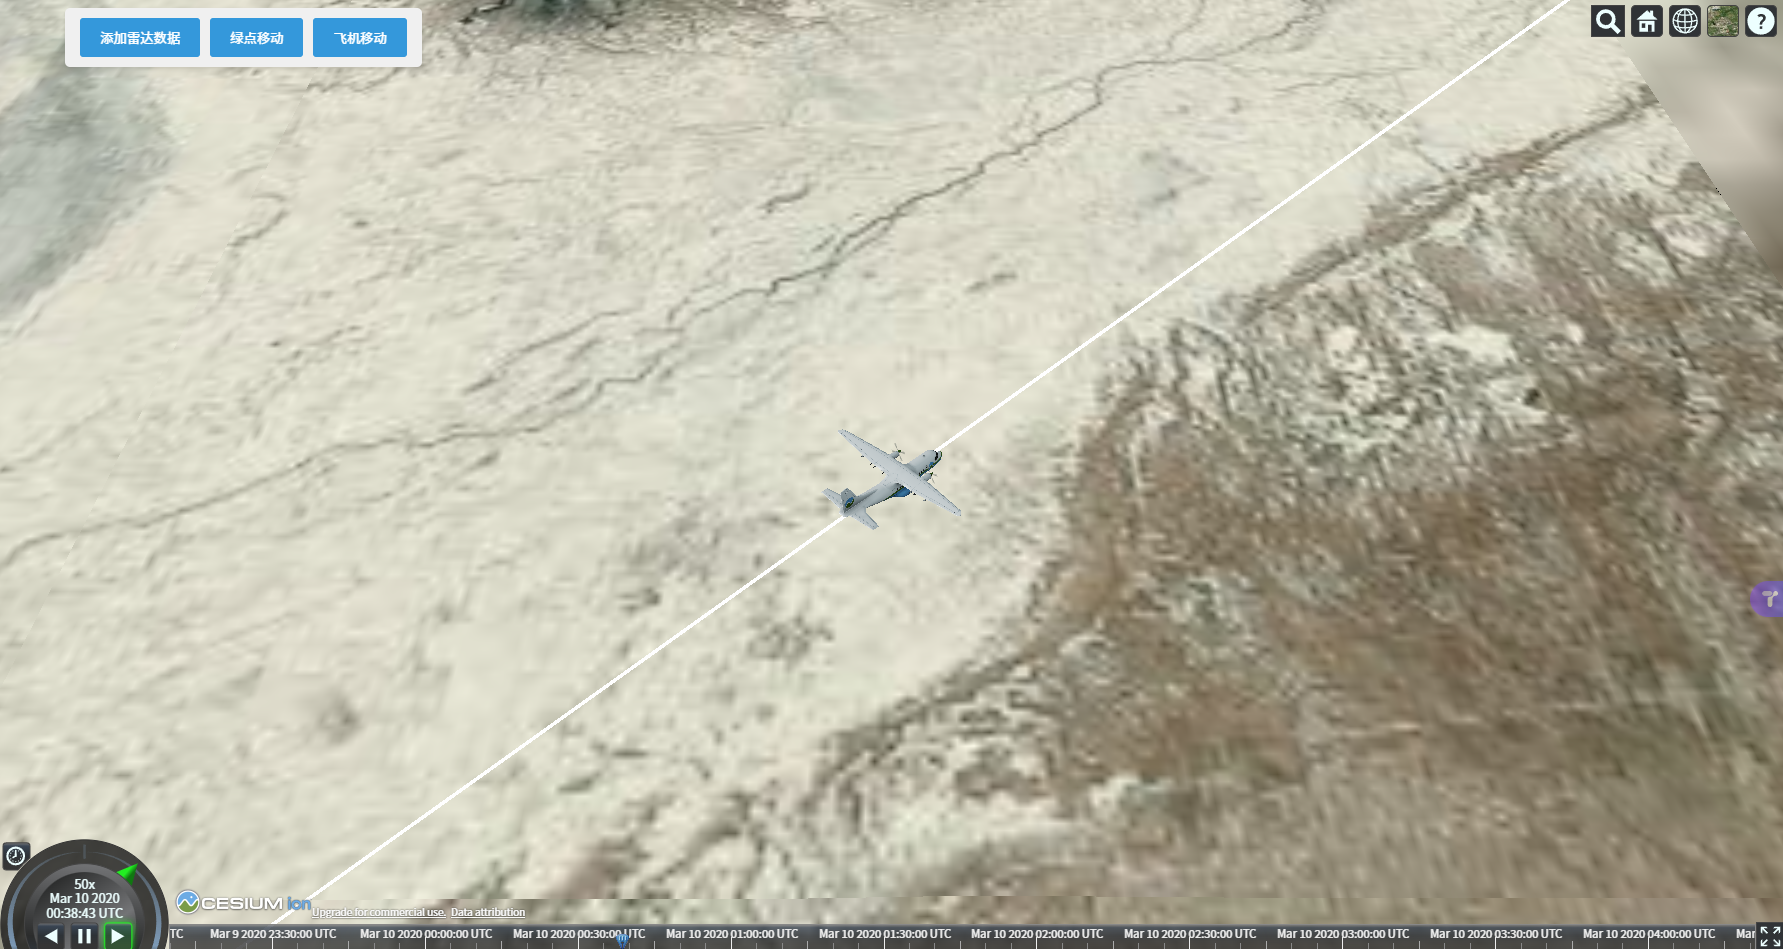 添加雷达数据
绿点移动
飞机移动
50x
Mar 10 2020
00:38:43 UTC
CESIUM ion
Upgrade for commercial use. Data attribution
TC
Mar 9 2020 23:30:00 UTC
Mar 10 2020 00:00:00 UTC
Mar 10 2020 00:30:00 UTC
Mar 10 2020 01:00:00 UTC
Mar 10 2020 01:30:00 UTC
Mar 10 2020 02:00:00 UTC
Mar 10 2020 02:30:00 UTC
Mar 10 2020 03:00:00 UTC
Mar 10 2020 03:30:00 UTC
Mar 10 2020 04:00:00 UTC
Mar